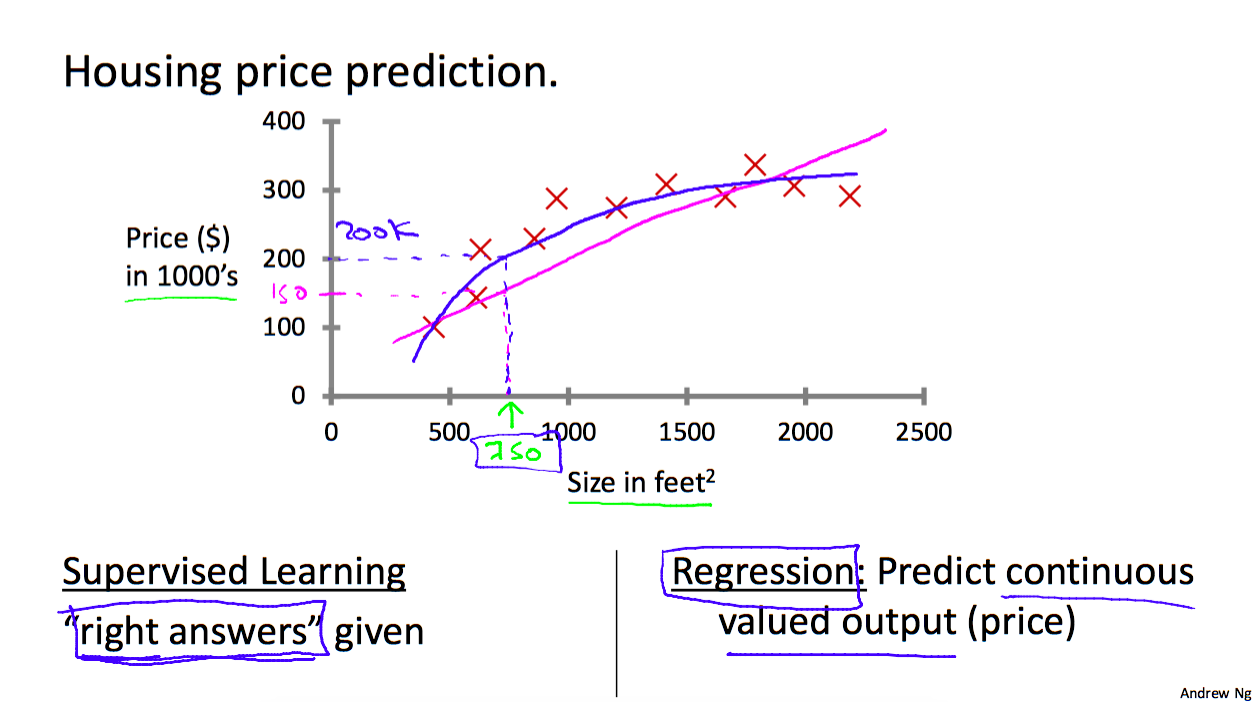 Housing price prediction.
400
300
Price ($)
in 1000's
200K
200
150
100
0
0 500 1000 1500 2000 2500
750
Size in feet²
Supervised Learning
"right answers" given
Regression: Predict continuous
valued output (price)
Andrew Ng